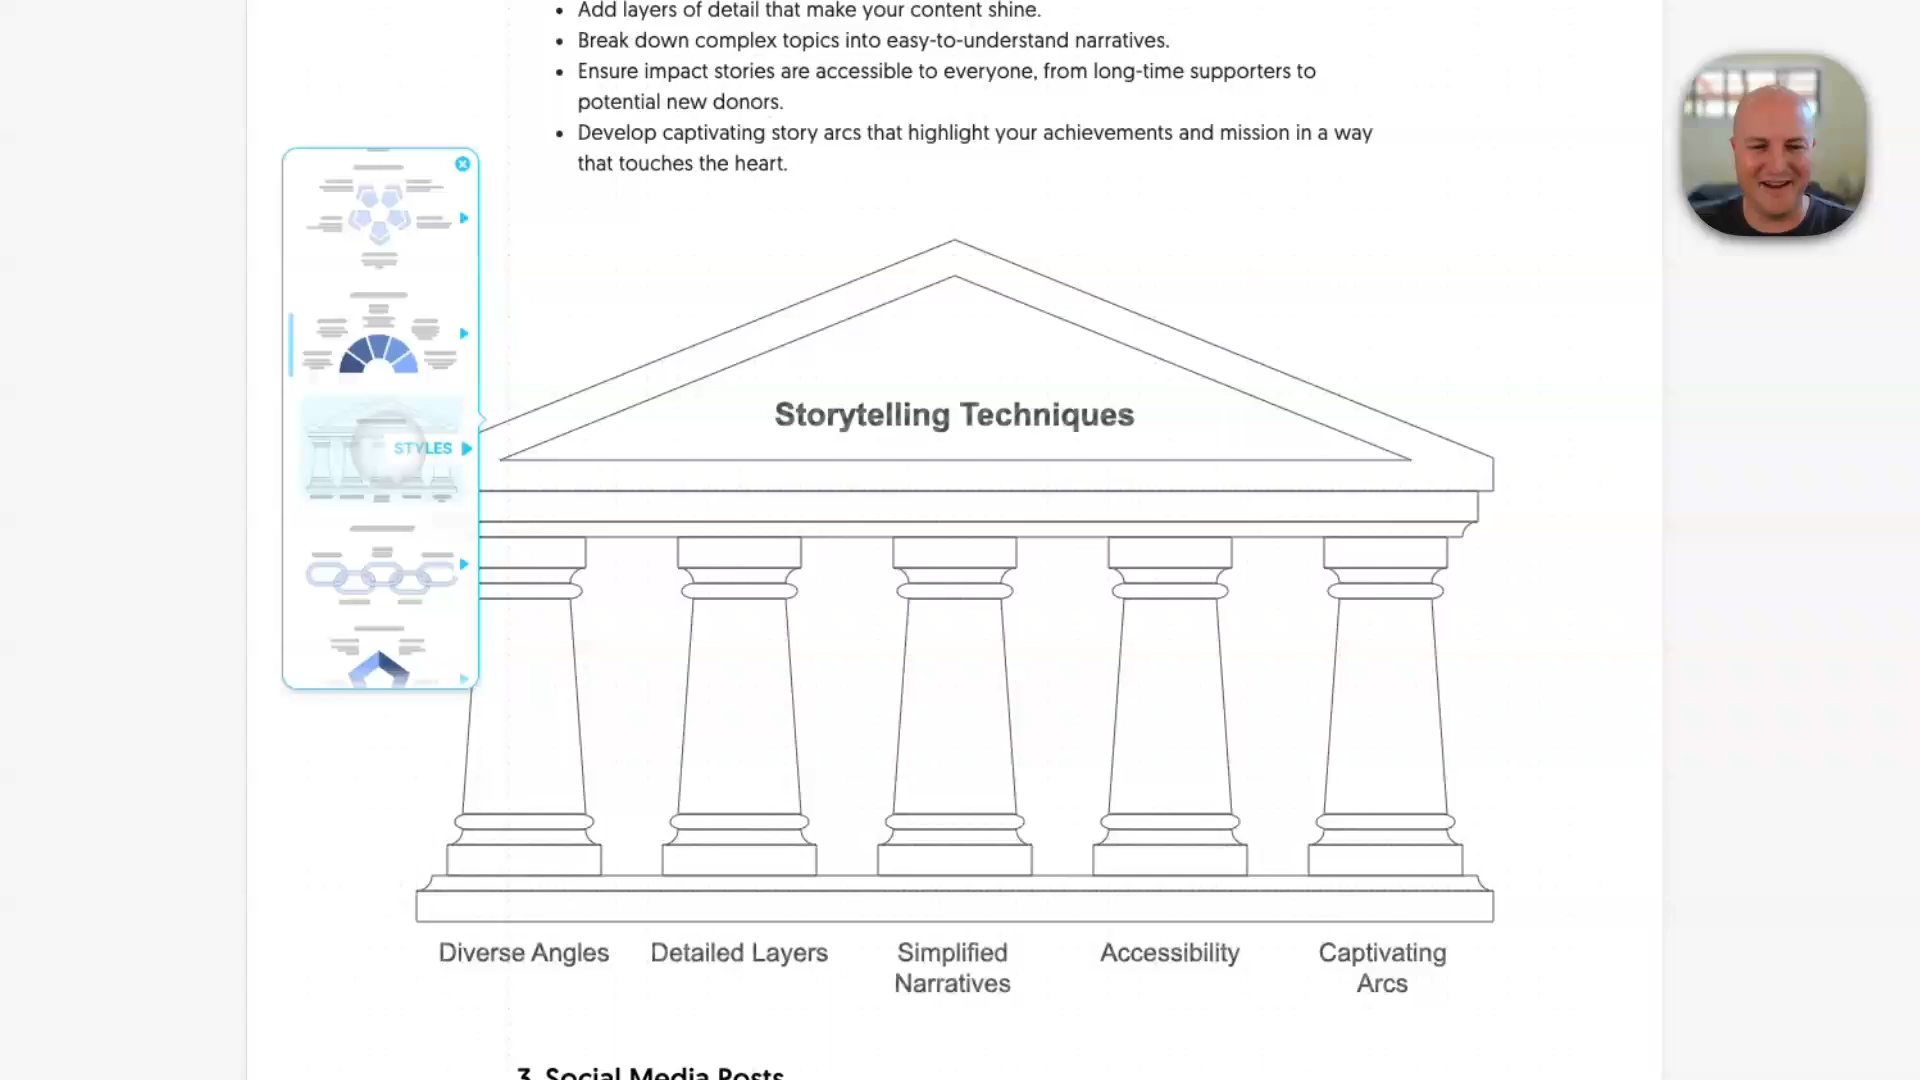 Add layers of detail that make your content shine.
Break down complex topics into easy-to-understand narratives.
Ensure impact stories are accessible to everyone, from long-time supporters to
potential new donors.
Develop captivating story arcs that highlight your achievements and mission in a way
that touches the heart.
STYLES
Storytelling Techniques
Diverse Angles
Detailed Layers
Simplified
Narratives
Accessibility
Captivating
Arcs
3. Social Media Posts